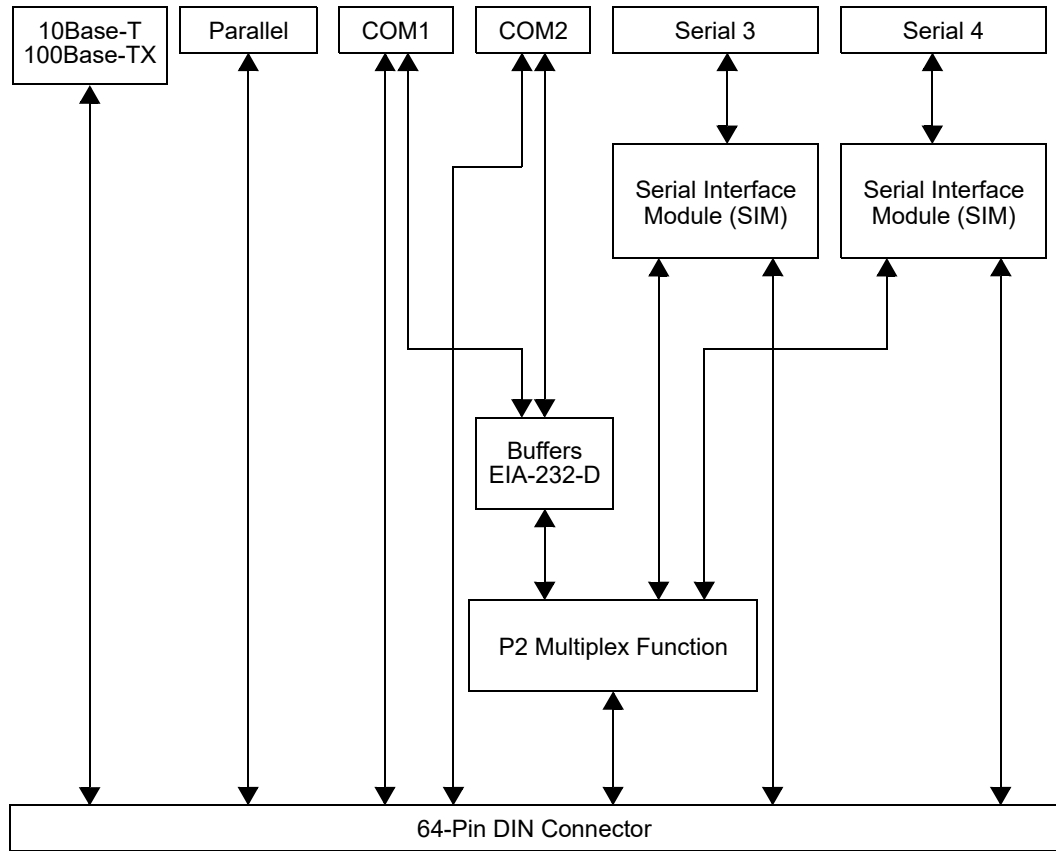 10Base-T
100Base-TX
Parallel
COM1
COM2
Serial 3
Serial 4
Serial Interface
Module (SIM)
Serial Interface
Module (SIM)
Buffers
EIA-232-D
P2 Multiplex Function
64-Pin DIN Connector